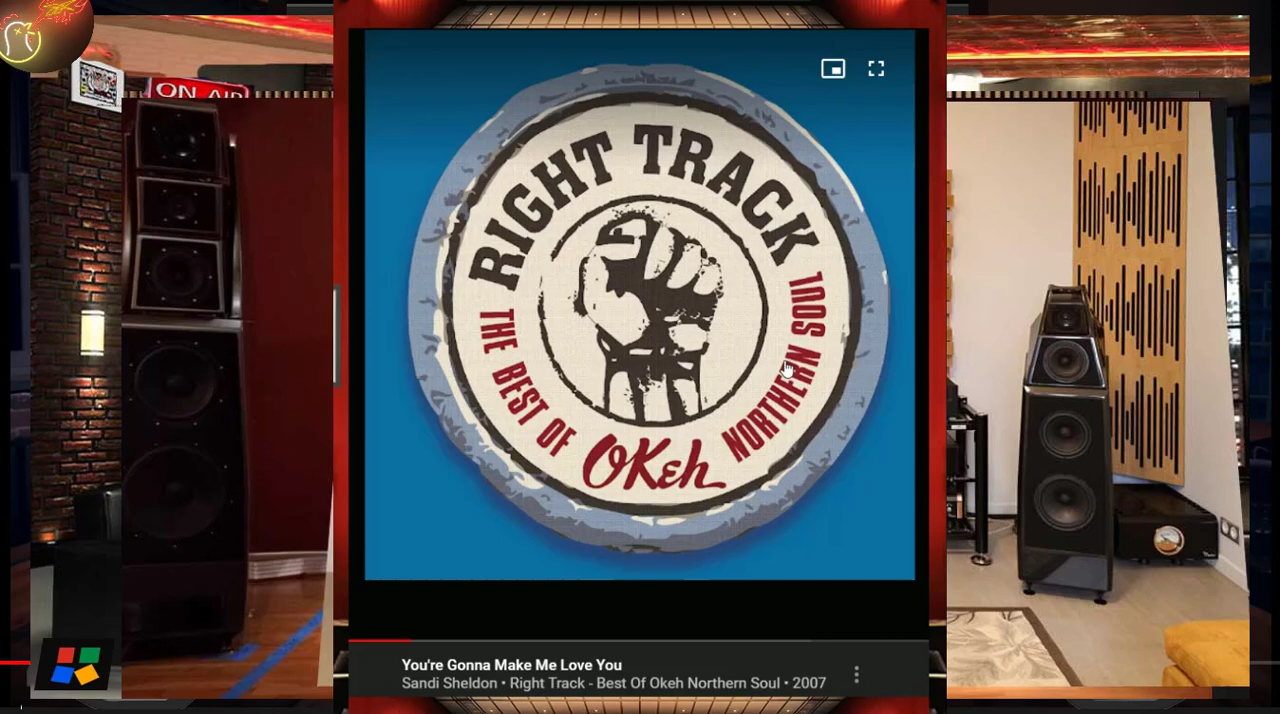 ON AIR
RIGHT TRACK
THE BEST OF
OKeh
NORTHERN SOUL
You're Gonna Make Me Love You
Sandi Sheldon • Right Track - Best Of Okeh Northern Soul • 2007